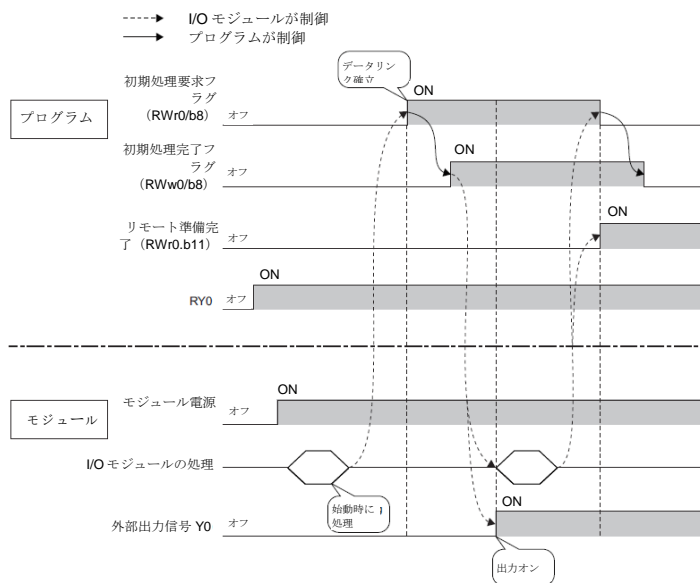 I/O モジュールが制御
プログラムが制御
データリン
ク確立
ON
初期処理要求フ
ラグ
(RWr0/b8)
オフ
プログラム
ON
初期処理完了フ
ラグ
(RWw0/b8)
オフ
ON
リモート準備完
了（RWr0.b11）
オフ
ON
RY0
オフ
ON
モジュール電源
オフ
モジュール
I/O モジュールの処理
始動時に
処理
ON
外部出力信号 Y0
オフ
出力オン